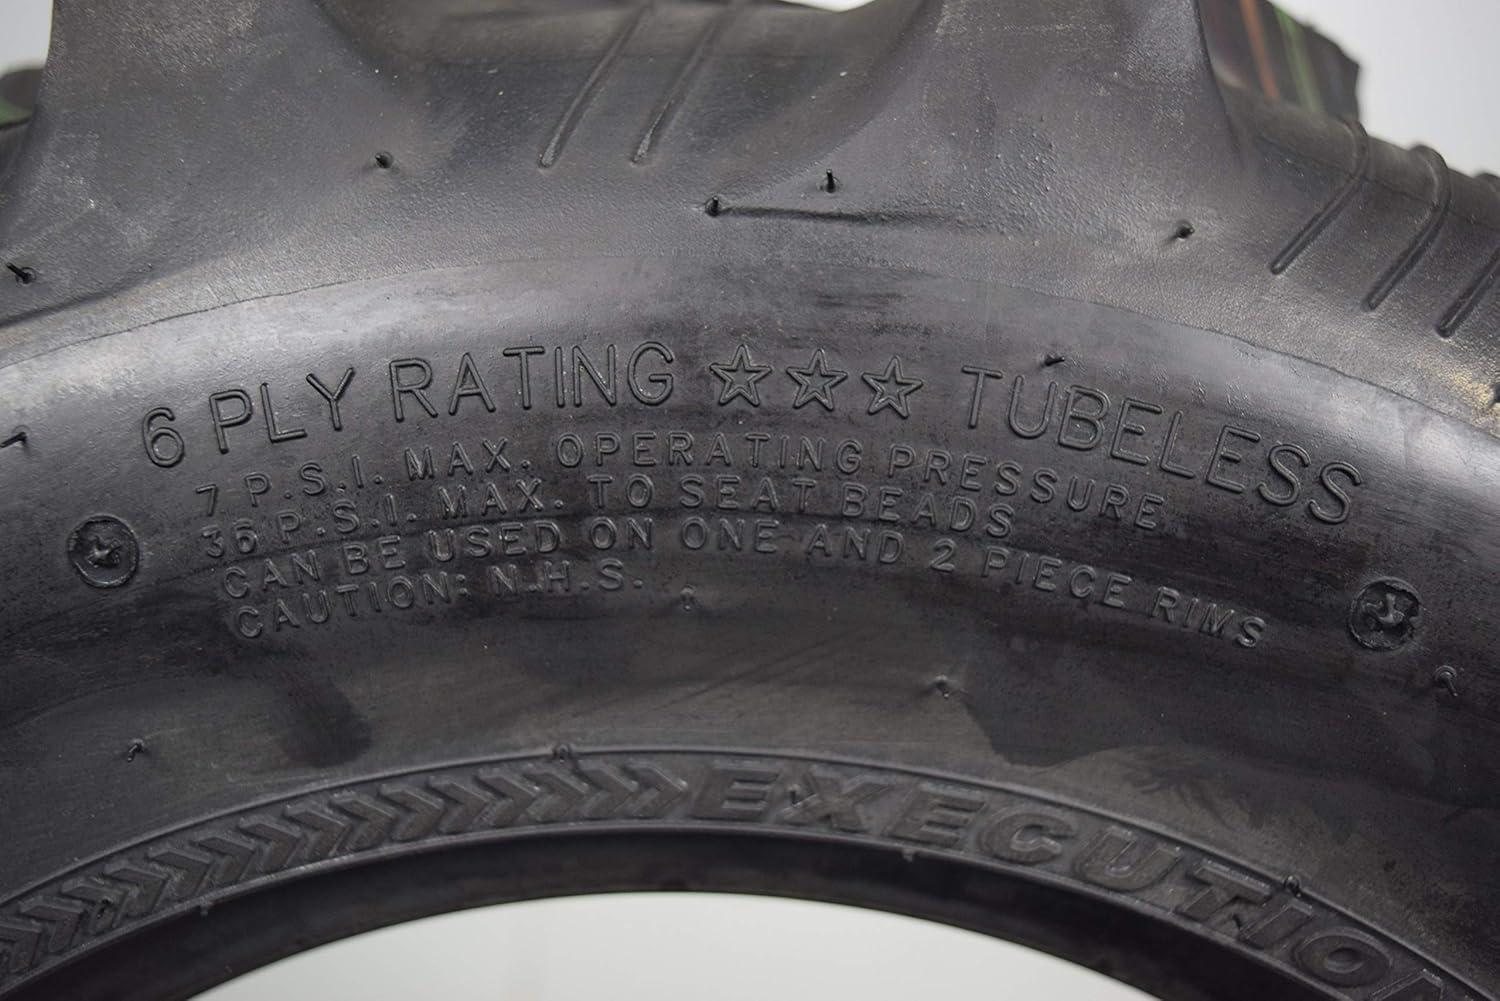 6 PLY RATING ☆☆☆ TUBELESS
7 P.S.I. MAX. OPERATING PRESSURE
36 P.S.I. MAX. TO SEAT BEADS
CAN BE USED ON ONE AND 2 PIECE RIMS
CAUTION: N.H.S.
EXECUTION